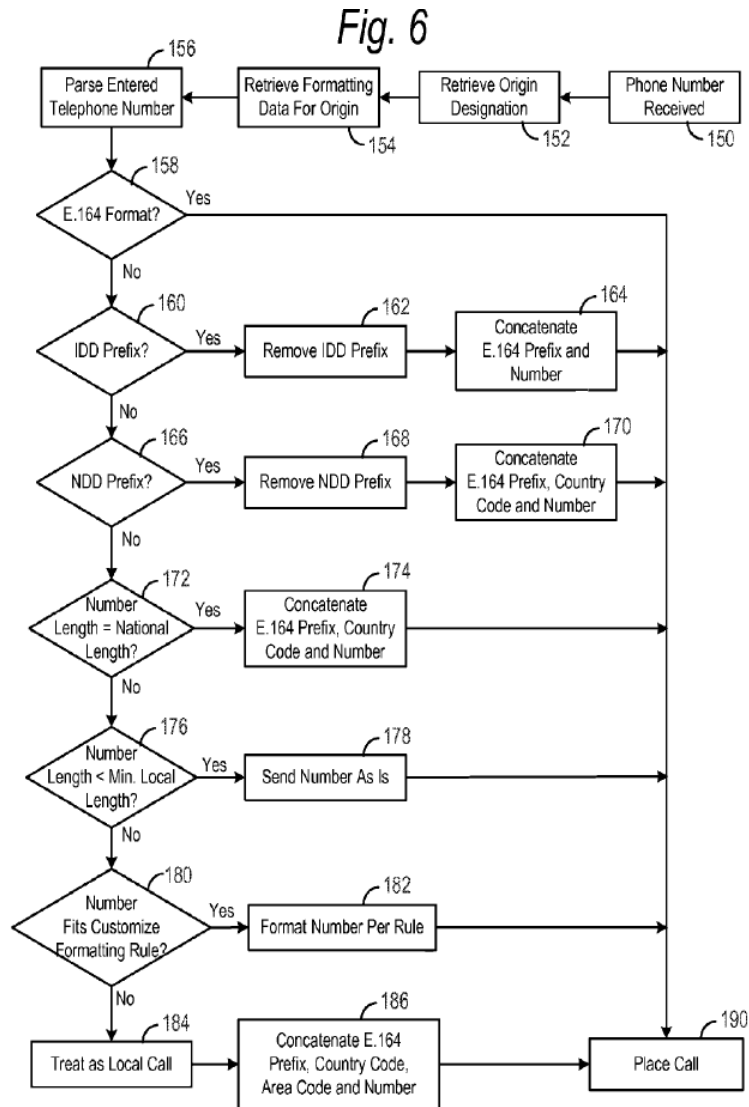 Fig. 6
156
Parse Entered
Telephone Number
Retrieve Formatting
Data For Origin
154
Retrieve Origin
Designation
152
Phone Number
Received
150
158
E.164 Format?
Yes
No
160
IDD Prefix?
Yes
162
Remove IDD Prefix
164
Concatenate
E.164 Prefix and
Number
No
166
NDD Prefix?
Yes
168
Remove NDD Prefix
170
Concatenate
E.164 Prefix, Country
Code and Number
No
172
Number
Length = National
Length?
Yes
174
Concatenate
E.164 Prefix, Country
Code and Number
No
176
Number
Length < Min. Local
Length?
Yes
178
Send Number As Is
No
180
Number
Fits Customize
Formatting Rule?
Yes
182
Format Number Per Rule
No
184
Treat as Local Call
186
Concatenate E.164
Prefix, Country Code,
Area Code and Number
190
Place Call